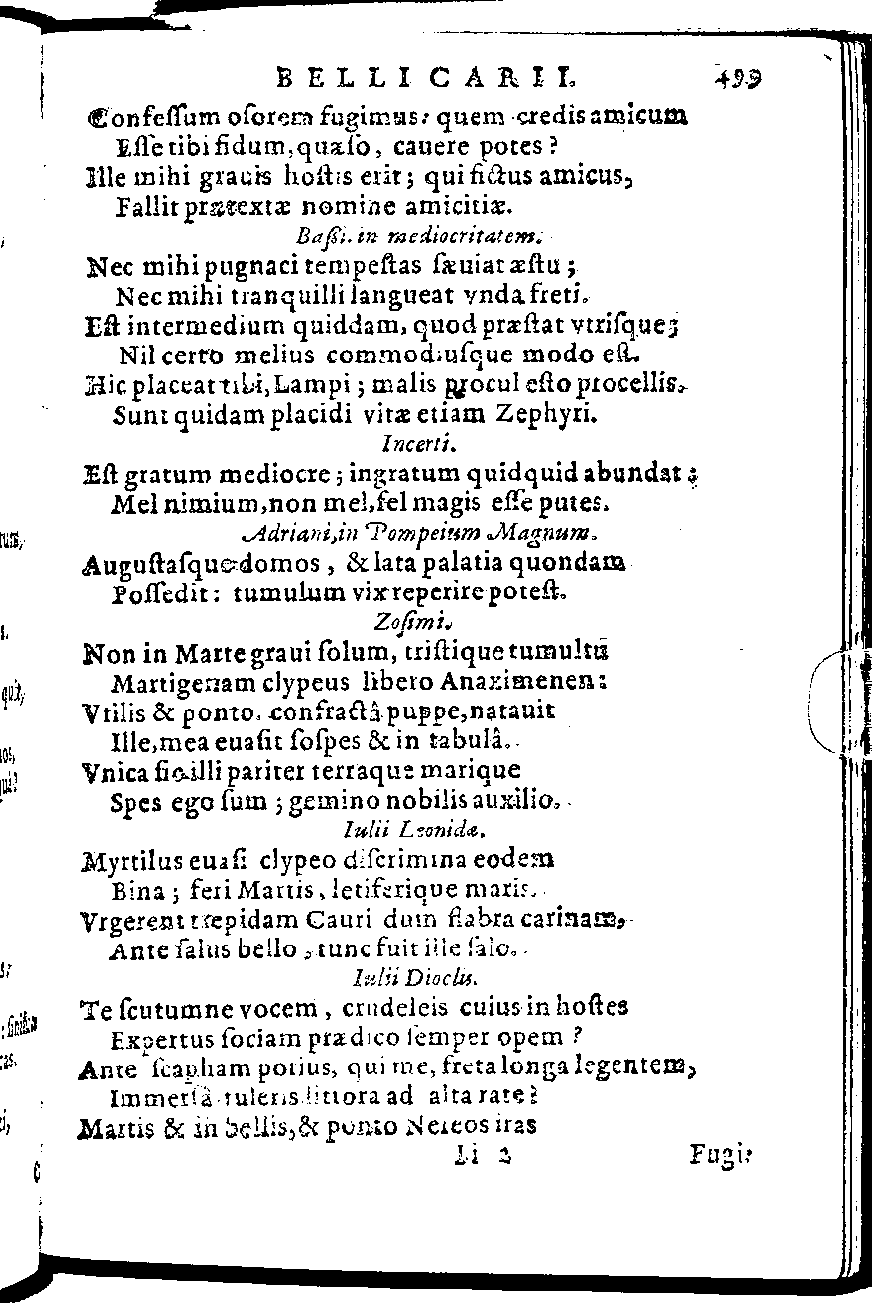 BELLICARII. 499
Confeſſum oſorem fugimus: quem credis amicum
Eſſe tibi fidum, quæſo, cauere potes?
Ille mihi grauis hoſtis erit; qui fictus amicus,
Fallit prætextæ nomine amicitiæ.
Baſſi. in mediocritatem.
Nec mihi pugnaci tempeſtas ſæuiat æſtu;
Nec mihi tranquilli langueat vnda freti.
Eſt intermedium quiddam, quod præſtat vtriſque;
Nil certo melius commodiuſque modo eſt.
Hic placeat tibi, Lampi; malis procul eſto procellis.
Sunt quidam placidi vitæ etiam Zephyri.
Incerti.
Eſt gratum mediocre; ingratum quidquid abundat:
Mel nimium, non mel, fel magis eſſe putes.
Adriani, in Pompeium Magnum.
Auguſtaſque domos, & lata palatia quondam
Poſſedit: tumulum vix reperire poteſt.
Zoſimi.
Non in Marte graui ſolum, triſtique tumultū
Martigenam clypeus libero Anaximenen:
Vtilis & ponto. confractâ puppe, natauit
Ille, mea euaſit ſoſpes & in tabulâ.
Vnica ſic illi pariter terraque marique
Spes ego ſum; gemino nobilis auxilio.
Iulii Leonidæ.
Myrtilus euaſi clypeo diſcrimina eodem
Bina; feri Martis, letiferique maris.
Vrgerent trepidam Cauri dum flabra carinam,
Ante ſalus bello, tunc fuit ille ſalo.
Iulii Dioclis.
Te ſcutumne vocem, crudeleis cuius in hoſtes
Expertus ſociam prædico ſemper opem?
Ante ſcapham potius, qui me, freta longa legentem,
Immerſâ tuleris littora ad alta rate?
Martis & in bellis, & ponto Nereos iras
Li 2 Fugi: